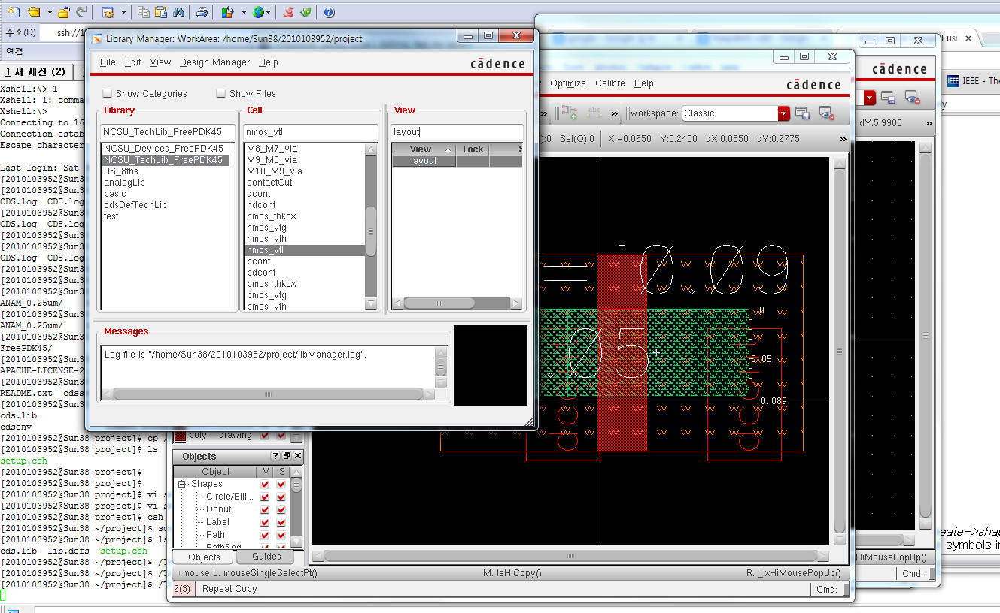 주소(D)
ssh://1
연결
1 새 세션 (2)
Xshell:\> 1
Xshell: 1: comma
Xshell:\>
Connecting to 16
Connection estab
Escape character
Last login: Sat
[2010103952@Sun3
[2010103952@Sun3
CDS.log CDS.log
[2010103952@Sun3
CDS.log CDS.log
[2010103952@Sun3
[2010103952@Sun3
CDS.log CDS.log
[2010103952@Sun3
[2010103952@Sun3
[2010103952@Sun3
ANAM_0.25um/
[2010103952@Sun3
ANAM_0.25um/
[2010103952@Sun3
FreePDK45/
[2010103952@Sun3
APACHE-LICENSE-2
[2010103952@Sun3
README.txt cdss
[2010103952@Sun3
cds.lib
cdsenv
[2010103952@Sun38 project]$ cp /
[2010103952@Sun38 project]$ ls
setup.csh
[2010103952@Sun38 project]$
[2010103952@Sun38 project]$
[2010103952@Sun38 project]$ vi s
[2010103952@Sun38 project]$ vi s
[2010103952@Sun38 project]$ csh
[2010103952@Sun38 ~/project]$ so
[2010103952@Sun38 ~/project]$ ls
cds.lib lib.defs setup.csh
[2010103952@Sun38 ~/project]$ /T
[2010103952@Sun38 ~/project]$ /T
[2010103952@Sun38 ~/project]$ /T
Library Manager: WorkArea: /home/Sun38/2010103952/project
File Edit View Design Manager Help
cādence
Show Categories
Show Files
Library
NCSU_TechLib_FreePDK45
NCSU_Devices_FreePDK45
NCSU_TechLib_FreePDK45
US_8ths
analogLib
basic
cdsDefTechLib
test
Cell
nmos_vtl
M8_M7_via
M9_M8_via
M10_M9_via
contactCut
dcont
ndcont
nmos_thkox
nmos_vtg
nmos_vth
nmos_vtl
pcont
pdcont
pmos_thkox
pmos_vtg
pmos_vth
View
layout
View Lock S
layout
Messages
Log file is "/home/Sun38/2010103952/project/libManager.log".
Optimize Calibre Help
cādence
»
abc
»
Workspace: Classic
):0 Sel(O):0 X:-0.0650 Y:0.2400 dX:0.0550 dY:0.2775 »
0.09
.05
0
0.05
0.089
poly drawing
Objects
Object V S
Shapes
Circle/Elli...
Donut
Label
Path
PathSeg
Objects
Guides
mouse L: mouseSingleSelectPt()
M: leHiCopy()
R: _lxHiMousePopUp()
2(3)
Repeat Copy
Cmd:
cādence
dY:5.9900 »
HiMousePopUp()
Cmd:
I usin
IEEE - The
y
eate->shap
symbols in